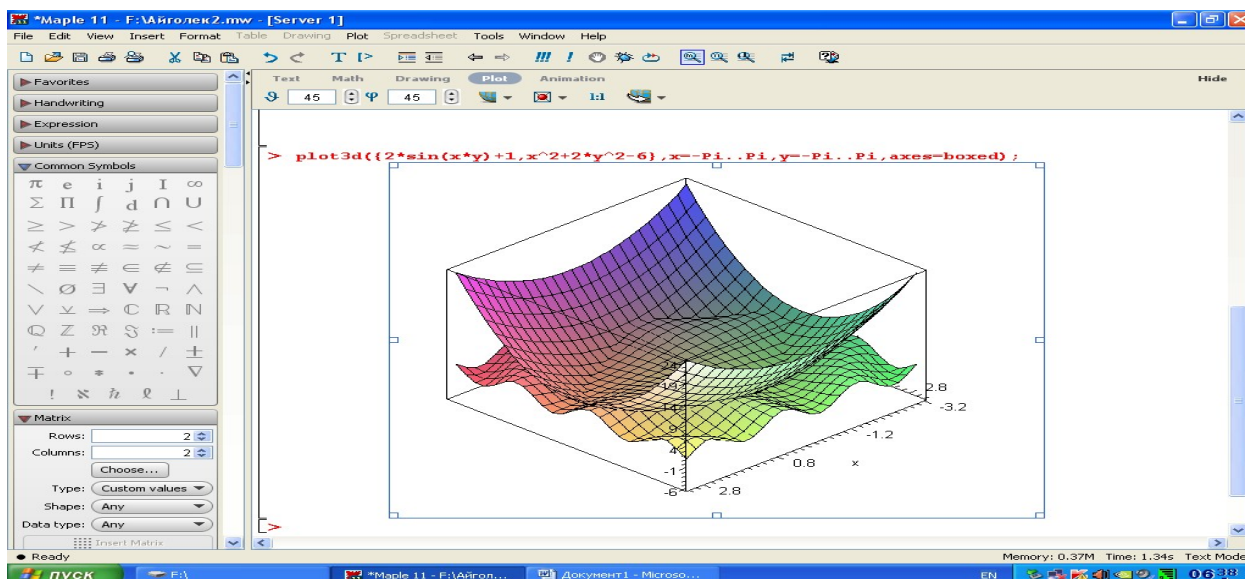 *Maple 11 - F:\Айголек2.mw - [Server 1]
File Edit View Insert Format Table Drawing Plot Spreadsheet Tools Window Help
Favorites
Handwriting
Expression
Units (FPS)
Common Symbols
π e i j I ∞
Σ Π ∫ d ∩ ∪
≥ > ≯ ≱ ≤ <
≮ ≰ ∝ ≈ ~ =
≠ ≡ ≢ ∈ ∉ ⊆
\ Ø ∃ ∀ ¬ ∧
∨ ⊻ ⇒ ℂ ℝ ℕ
ℚ ℤ ℜ ℑ := ||
′ + − × / ±
∓ ∘ * • · ∇
! ℵ ℏ ℓ ⊥
Matrix
Rows: 2
Columns: 2
Choose...
Type: Custom values
Shape: Any
Data type: Any
Insert Matrix
Text Math Drawing Plot Animation Hide
ϑ 45 φ 45 1:1
> plot3d({2*sin(x*y)+1,x^2+2*y^2-6},x=-Pi..Pi,y=-Pi..Pi,axes=boxed);
24
19
14
9
4
-1
-6
2.8
0.8
x
-1.2
-3.2
2.8
>
Ready
Memory: 0.37M Time: 1.34s Text Mode
пуск
F:\
*Maple 11 - F:\Айгол...
Документ1 - Microso...
EN
06:38